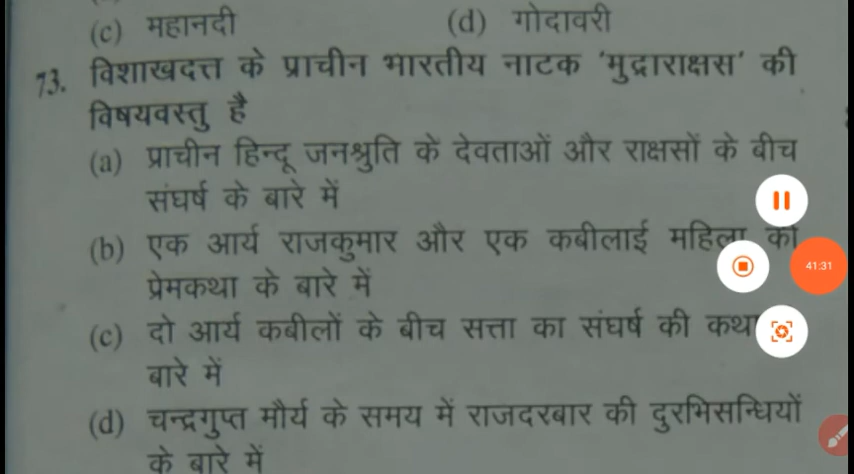 (c) महानदी (d) गोदावरी
73. विशाखदत्त के प्राचीन भारतीय नाटक 'मुद्राराक्षस' की
विषयवस्तु है
(a) प्राचीन हिन्दू जनश्रुति के देवताओं और राक्षसों के बीच
संघर्ष के बारे में
(b) एक आर्य राजकुमार और एक कबीलाई महिला की
41:31
प्रेमकथा के बारे में
(c) दो आर्य कबीलों के बीच सत्ता का संघर्ष की कथा
बारे में
(d) चन्द्रगुप्त मौर्य के समय में राजदरबार की दुरभिसन्धियों
के बारे में